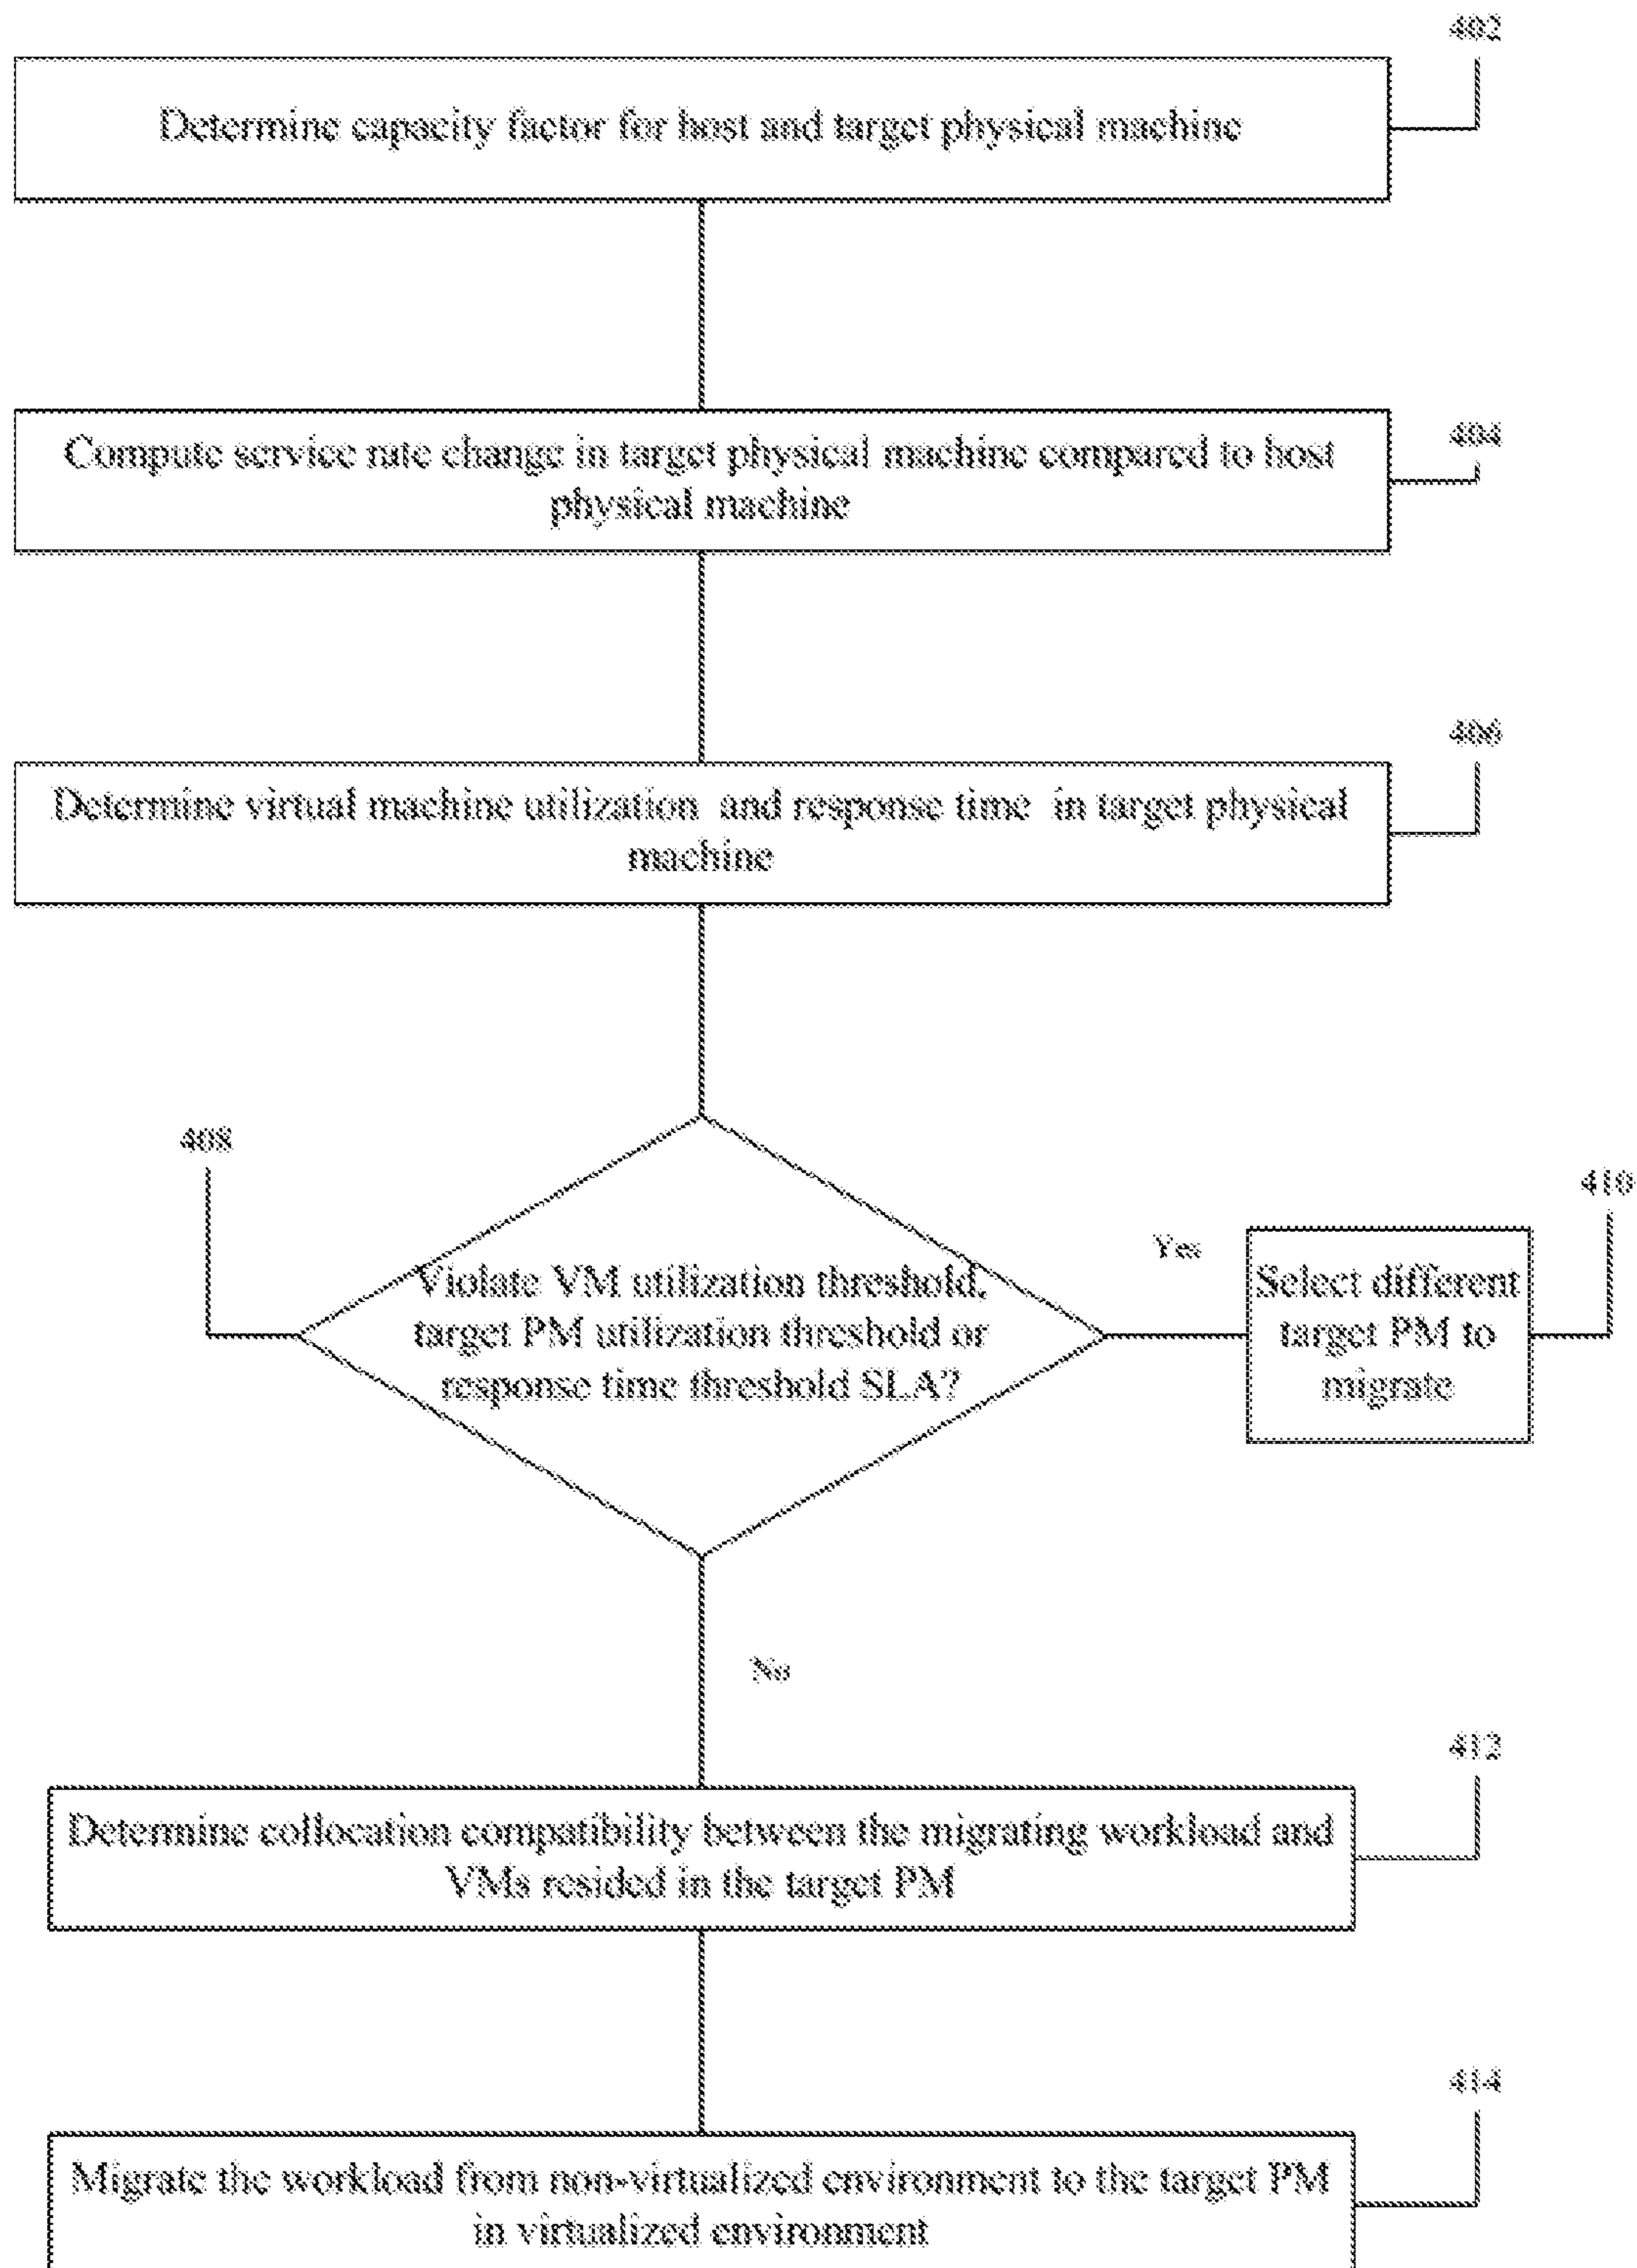 402
Determine capacity factor for host and target physical machine
404
Compute service rate change in target physical machine compared to host
physical machine
406
Determine virtual machine utilization and response time in target physical
machine
408
Violate VM utilization threshold,
target PM utilization threshold or
response time threshold SLA?
Yes
410
Select different
target PM to
migrate
No
412
Determine collocation compatibility between the migrating workload and
VMs resided in the target PM
414
Migrate the workload from non-virtualized environment to the target PM
in virtualized environment